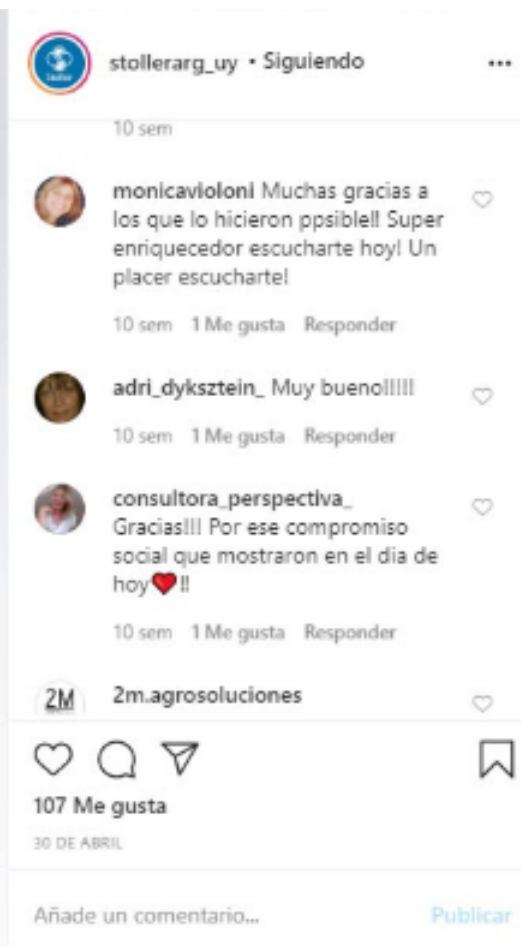 stollerarg_uy • Siguiendo
10 sem
monicavioloni Muchas gracias a
los que lo hicieron ppsible!! Super
enriquecedor escucharte hoy! Un
placer escucharte!
10 sem 1 Me gusta Responder
adri_dyksztein_ Muy bueno!!!!!
10 sem 1 Me gusta Responder
consultora_perspectiva_
Gracias!!! Por ese compromiso
social que mostraron en el dia de
hoy❤️!!
10 sem 1 Me gusta Responder
2M
2m.agrosoluciones
107 Me gusta
30 DE ABRIL
Añade un comentario...
Publicar